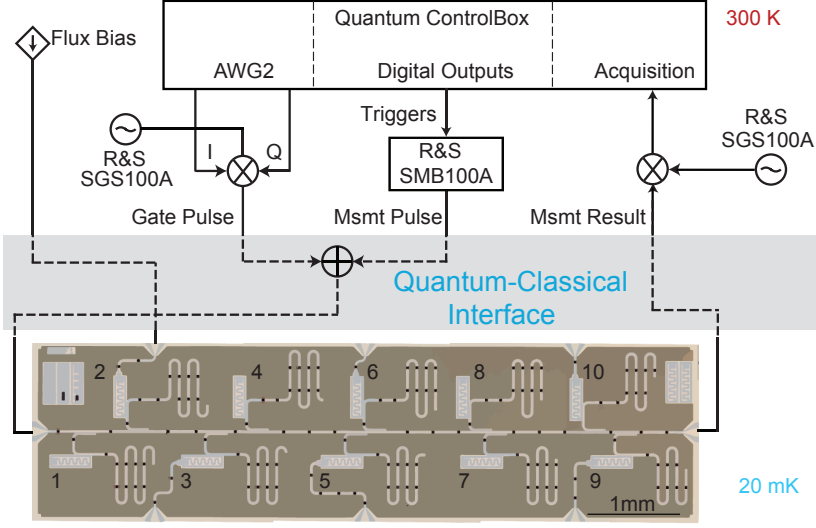 Quantum ControlBox
300 K
Flux Bias
AWG2
Digital Outputs
Acquisition
Triggers
R&S
SGS100A
I
Q
R&S
SMB100A
R&S
SGS100A
Gate Pulse
Msmt Pulse
Msmt Result
Quantum-Classical
Interface
2
4
6
8
10
1
3
5
7
9
1mm
20 mK